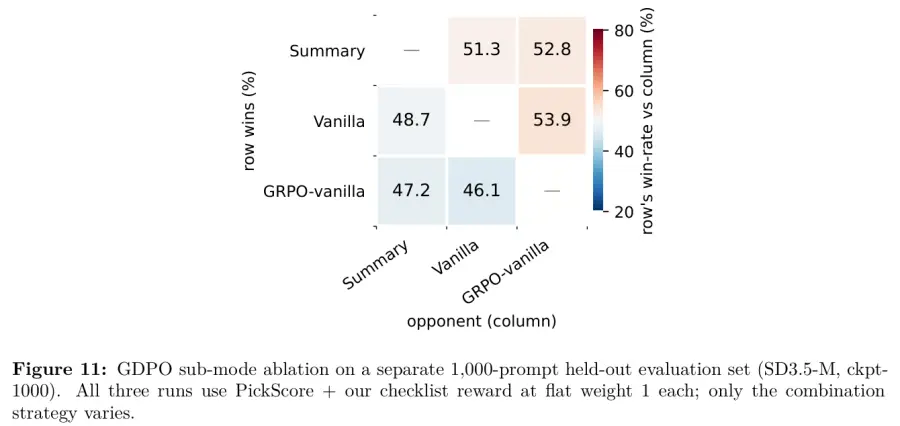 Summary — 51.3 52.8
Vanilla 48.7 — 53.9
GRPO-vanilla 47.2 46.1 —
row wins (%)
Summary Vanilla GRPO-vanilla
opponent (column)
80
60
40
20
row's win-rate vs column (%)
Figure 11: GDPO sub-mode ablation on a separate 1,000-prompt held-out evaluation set (SD3.5-M, ckpt-
1000). All three runs use PickScore + our checklist reward at flat weight 1 each; only the combination
strategy varies.